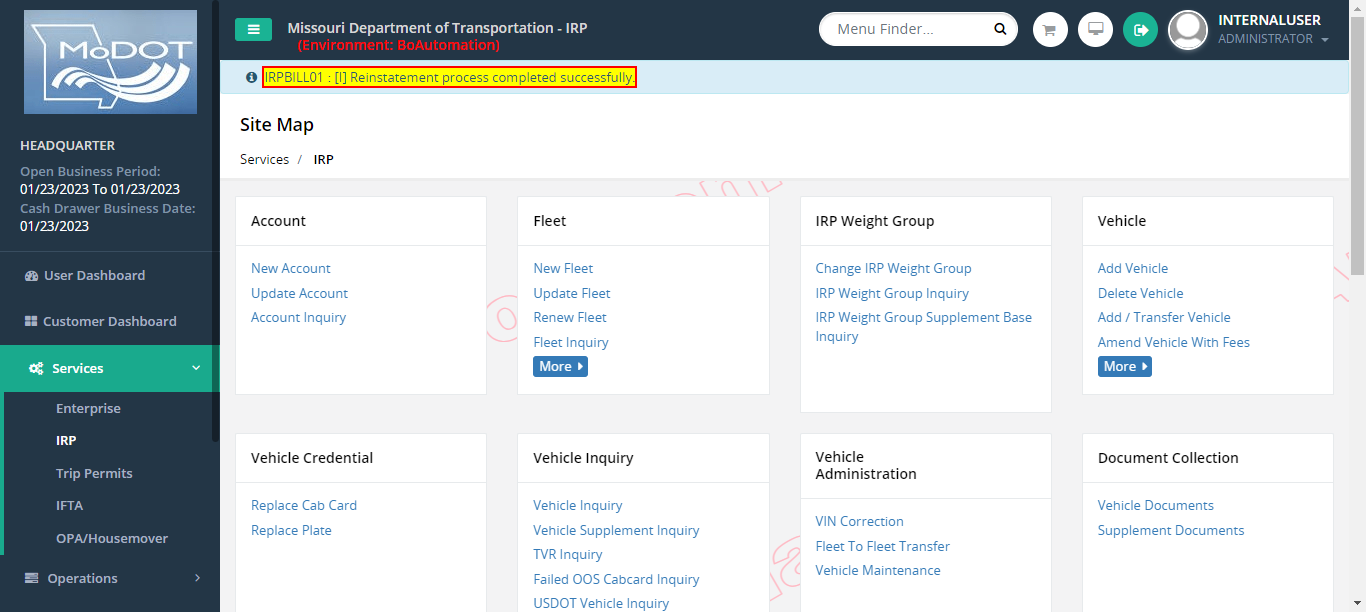 MoDOT
HEADQUARTER
Open Business Period:
01/23/2023 To 01/23/2023
Cash Drawer Business Date:
01/23/2023
User Dashboard
Customer Dashboard
Services
Enterprise
IRP
Trip Permits
IFTA
OPA/Housemover
Operations
Missouri Department of Transportation - IRP
(Environment: BoAutomation)
Menu Finder...
INTERNALUSER
ADMINISTRATOR
IRPBILL01 : [I] Reinstatement process completed successfully.
Site Map
Services / IRP
Account
New Account
Update Account
Account Inquiry
Fleet
New Fleet
Update Fleet
Renew Fleet
Fleet Inquiry
More
IRP Weight Group
Change IRP Weight Group
IRP Weight Group Inquiry
IRP Weight Group Supplement Base
Inquiry
Vehicle
Add Vehicle
Delete Vehicle
Add / Transfer Vehicle
Amend Vehicle With Fees
More
Vehicle Credential
Replace Cab Card
Replace Plate
Vehicle Inquiry
Vehicle Inquiry
Vehicle Supplement Inquiry
TVR Inquiry
Failed OOS Cabcard Inquiry
USDOT Vehicle Inquiry
Vehicle
Administration
VIN Correction
Fleet To Fleet Transfer
Vehicle Maintenance
Document Collection
Vehicle Documents
Supplement Documents